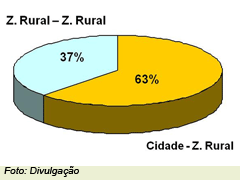 Z. Rural – Z. Rural
37%
63%
Cidade - Z. Rural
Foto: Divulgação